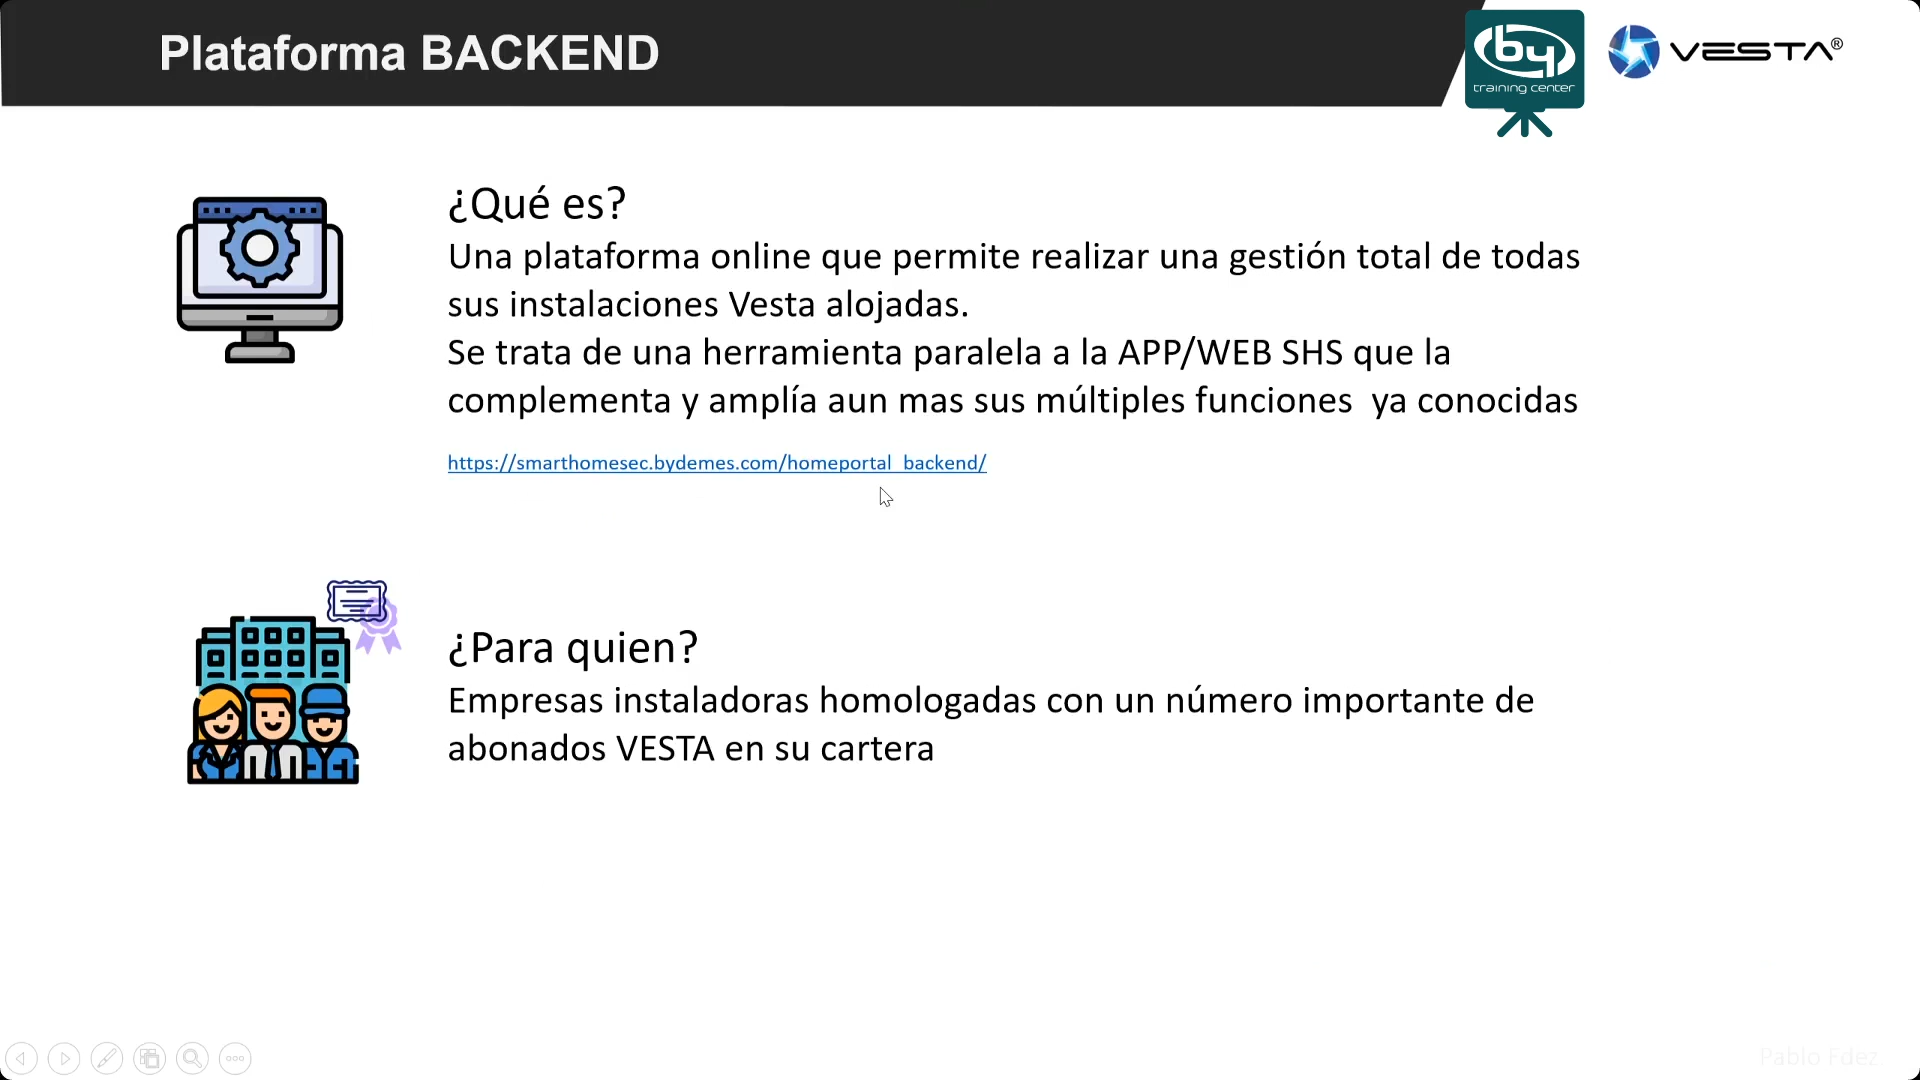 Plataforma BACKEND
by
training center
VESTA®
¿Qué es?
Una plataforma online que permite realizar una gestión total de todas
sus instalaciones Vesta alojadas.
Se trata de una herramienta paralela a la APP/WEB SHS que la
complementa y amplía aun mas sus múltiples funciones  ya conocidas
https://smarthomesec.bydemes.com/homeportal_backend/
¿Para quien?
Empresas instaladoras homologadas con un número importante de
abonados VESTA en su cartera
Pablo Fdez